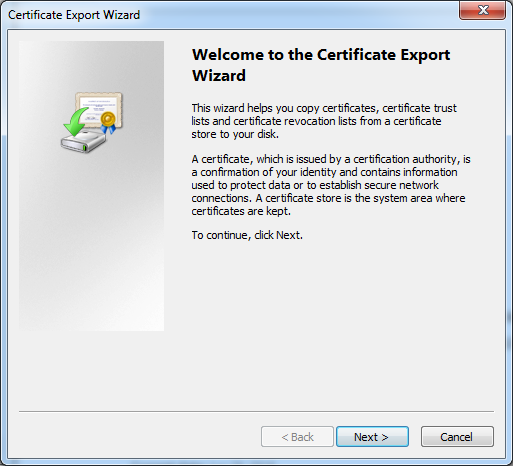 Certificate Export Wizard
Welcome to the Certificate Export
Wizard
This wizard helps you copy certificates, certificate trust
lists and certificate revocation lists from a certificate
store to your disk.
A certificate, which is issued by a certification authority, is
a confirmation of your identity and contains information
used to protect data or to establish secure network
connections. A certificate store is the system area where
certificates are kept.
To continue, click Next.
< Back
Next >
Cancel